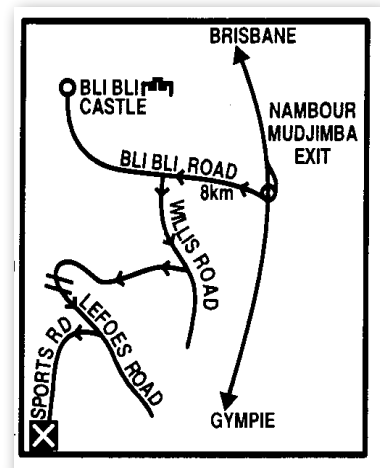 BRISBANE
BLI BLI
CASTLE
NAMBOUR
MUDJIMBA
EXIT
BLI BLI ROAD
8km
WILLIS ROAD
LEFOES ROAD
SPORTS RD
GYMPIE